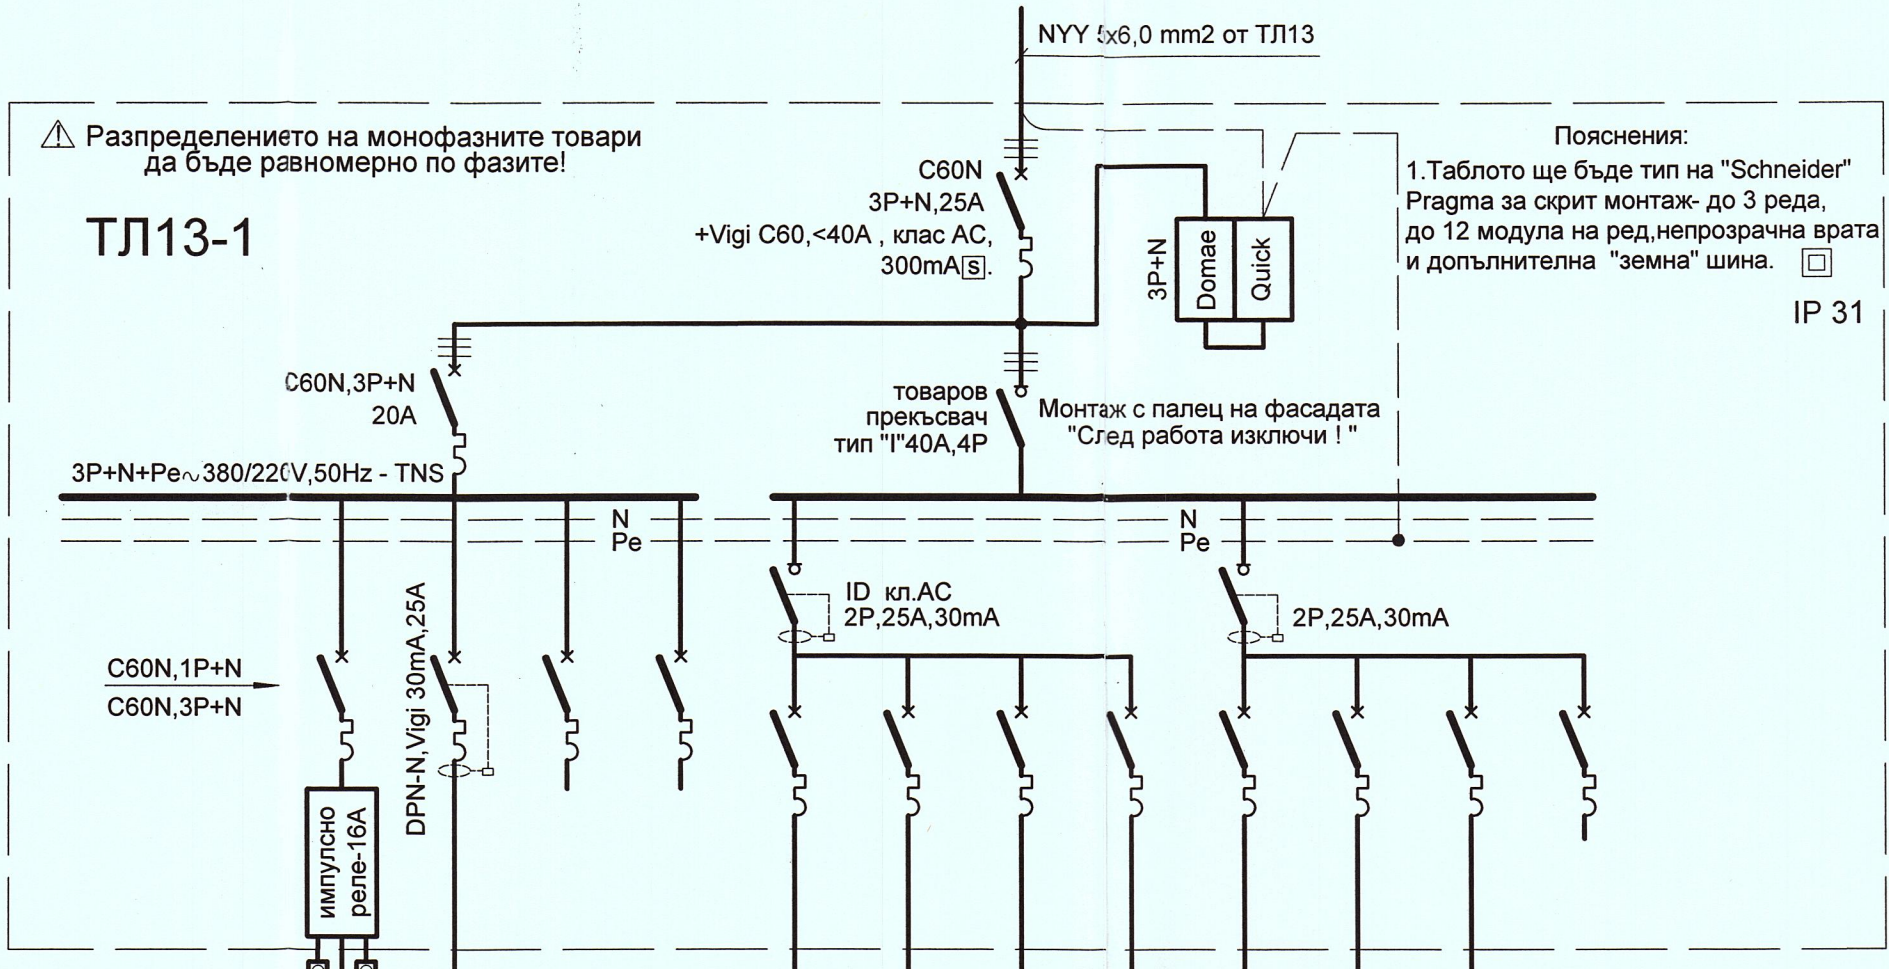 NYY 5x6,0 mm2 от ТЛ13
Разпределението на монофазните товари
да бъде равномерно по фазите!
ТЛ13-1
C60N
3P+N,25A
+Vigi C60,<40A , клас AC,
300mA S .
3P+N
Domae
Quick
Пояснения:
1.Таблото ще бъде тип на "Schneider"
Pragma за скрит монтаж- до 3 реда,
до 12 модула на ред,непрозрачна врата
и допълнителна "земна" шина.
IP 31
C60N,3P+N
20A
товаров
прекъсвач
тип "I"40A,4P
Монтаж с палец на фасадата
"След работа изключи ! "
3P+N+Pe~380/220V,50Hz - TNS
N
Pe
N
Pe
ID кл.AC
2P,25A,30mA
2P,25A,30mA
C60N,1P+N
C60N,3P+N
DPN-N,Vigi 30mA,25A
импулсно
реле-16A